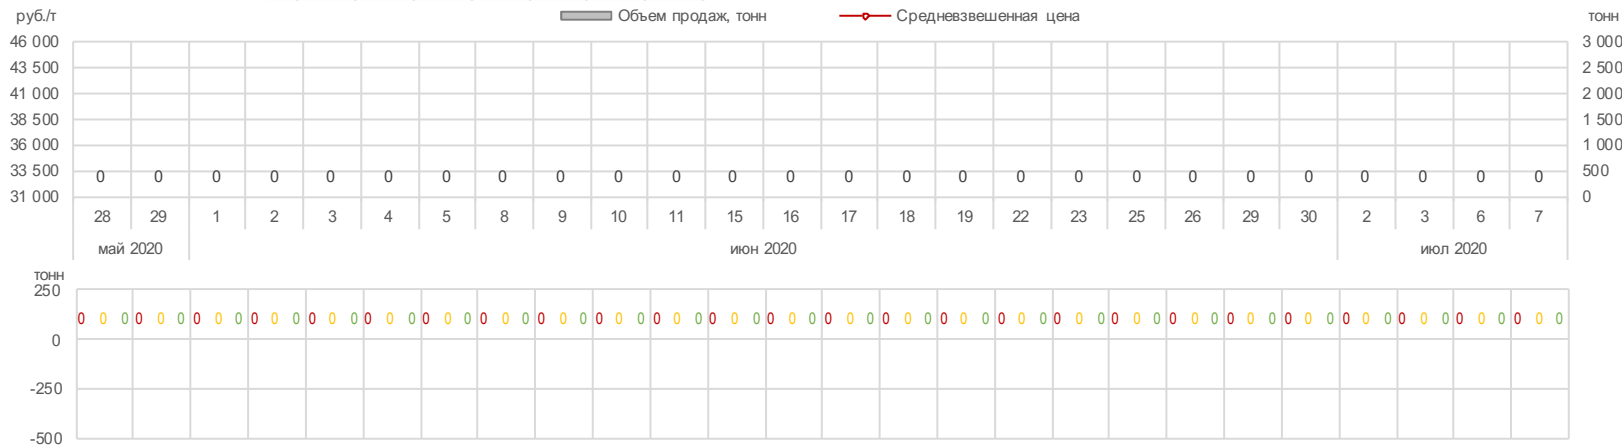 руб./т Объем продаж, тонн Средневзвешенная цена тонн
46 000 3 000
43 500 2 500
41 000 2 000
38 500 1 500
36 000 1 000
33 500 0 0 0 0 0 0 0 0 0 0 0 0 0 0 0 0 0 0 0 0 0 0 0 0 0 0 500
31 000 0
28 29 1 2 3 4 5 8 9 10 11 15 16 17 18 19 22 23 25 26 29 30 2 3 6 7
май 2020 июн 2020 июл 2020
тонн
250
0 0 0 0 0 0 0 0 0 0 0 0 0 0 0 0 0 0 0 0 0 0 0 0 0 0 0 0 0 0 0 0 0 0 0 0 0 0 0 0 0 0 0 0 0 0 0 0 0 0 0 0 0 0 0 0 0 0 0 0 0 0 0 0 0 0 0 0 0 0 0 0 0 0 0 0 0 0
0
-250
-500